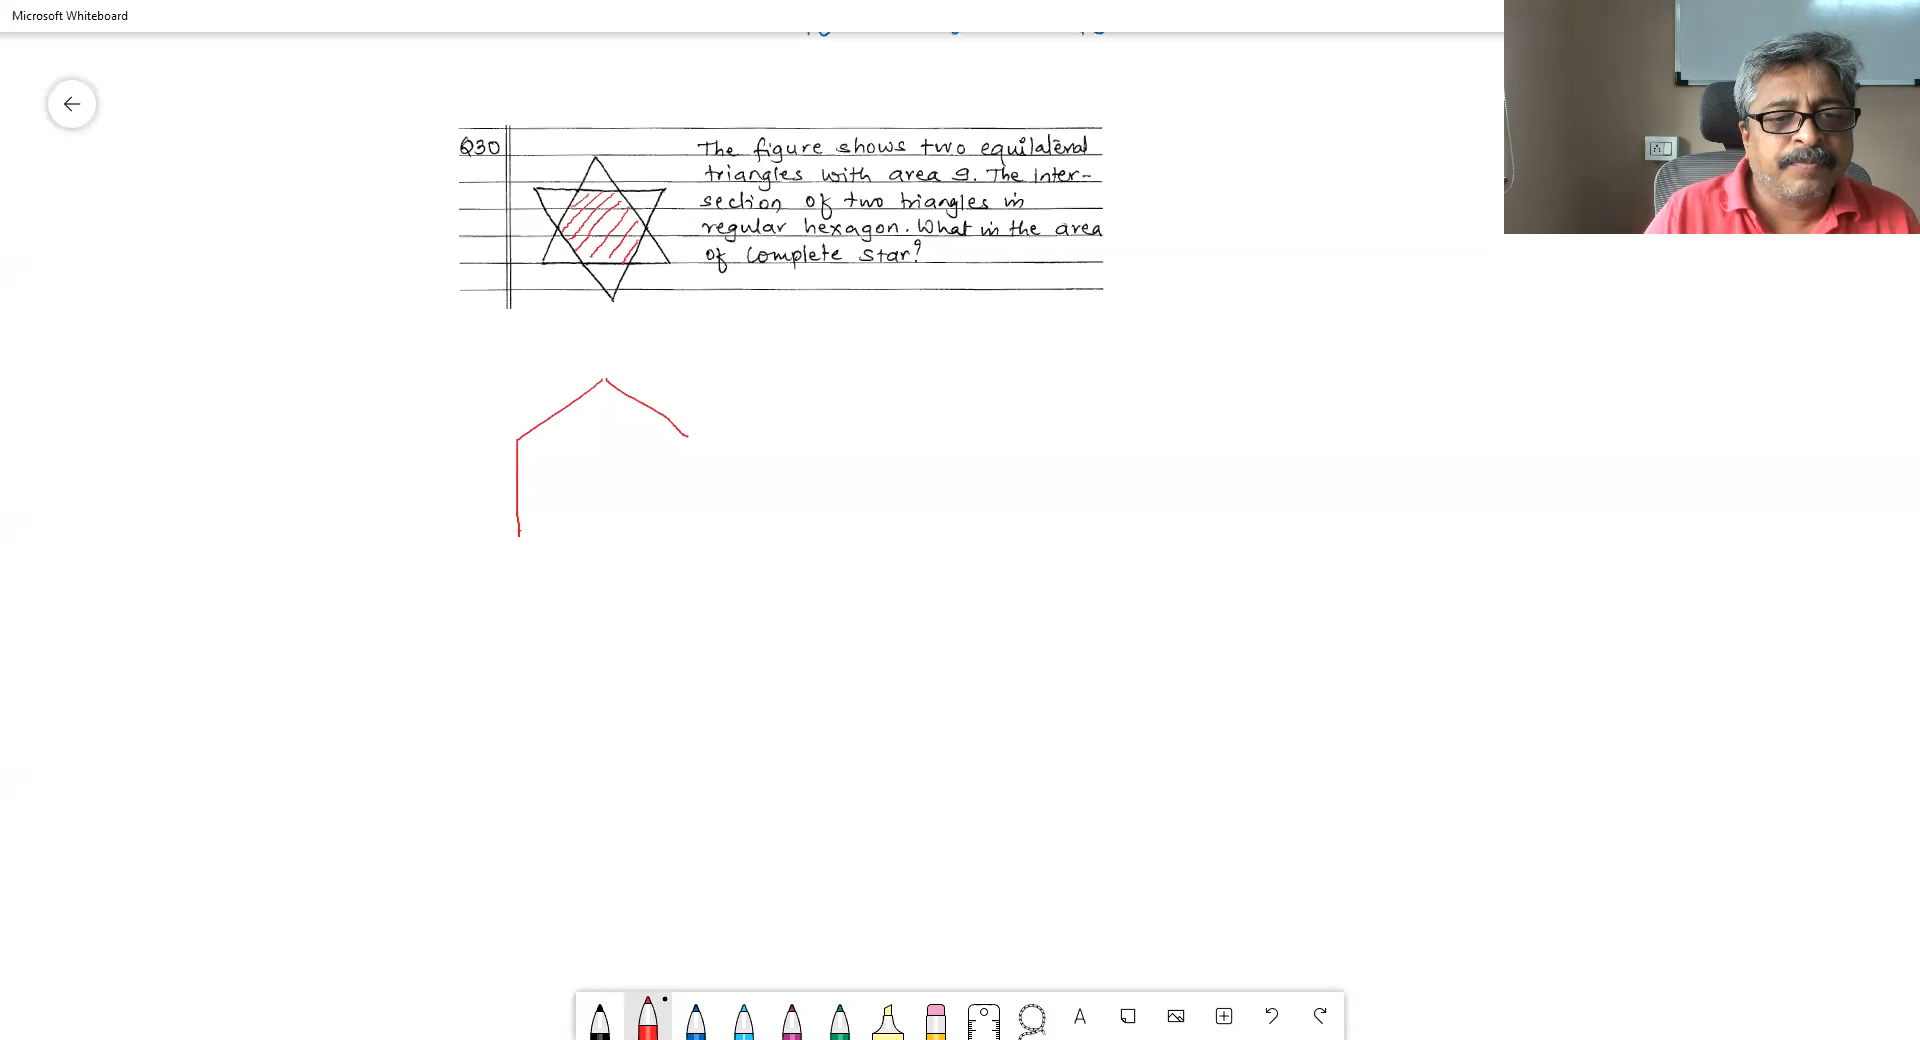 Microsoft Whiteboard
Q30
The figure shows two equilateral
triangles with area 9. The inter-
section of two triangles is
regular hexagon. What is the area
of complete star?
A